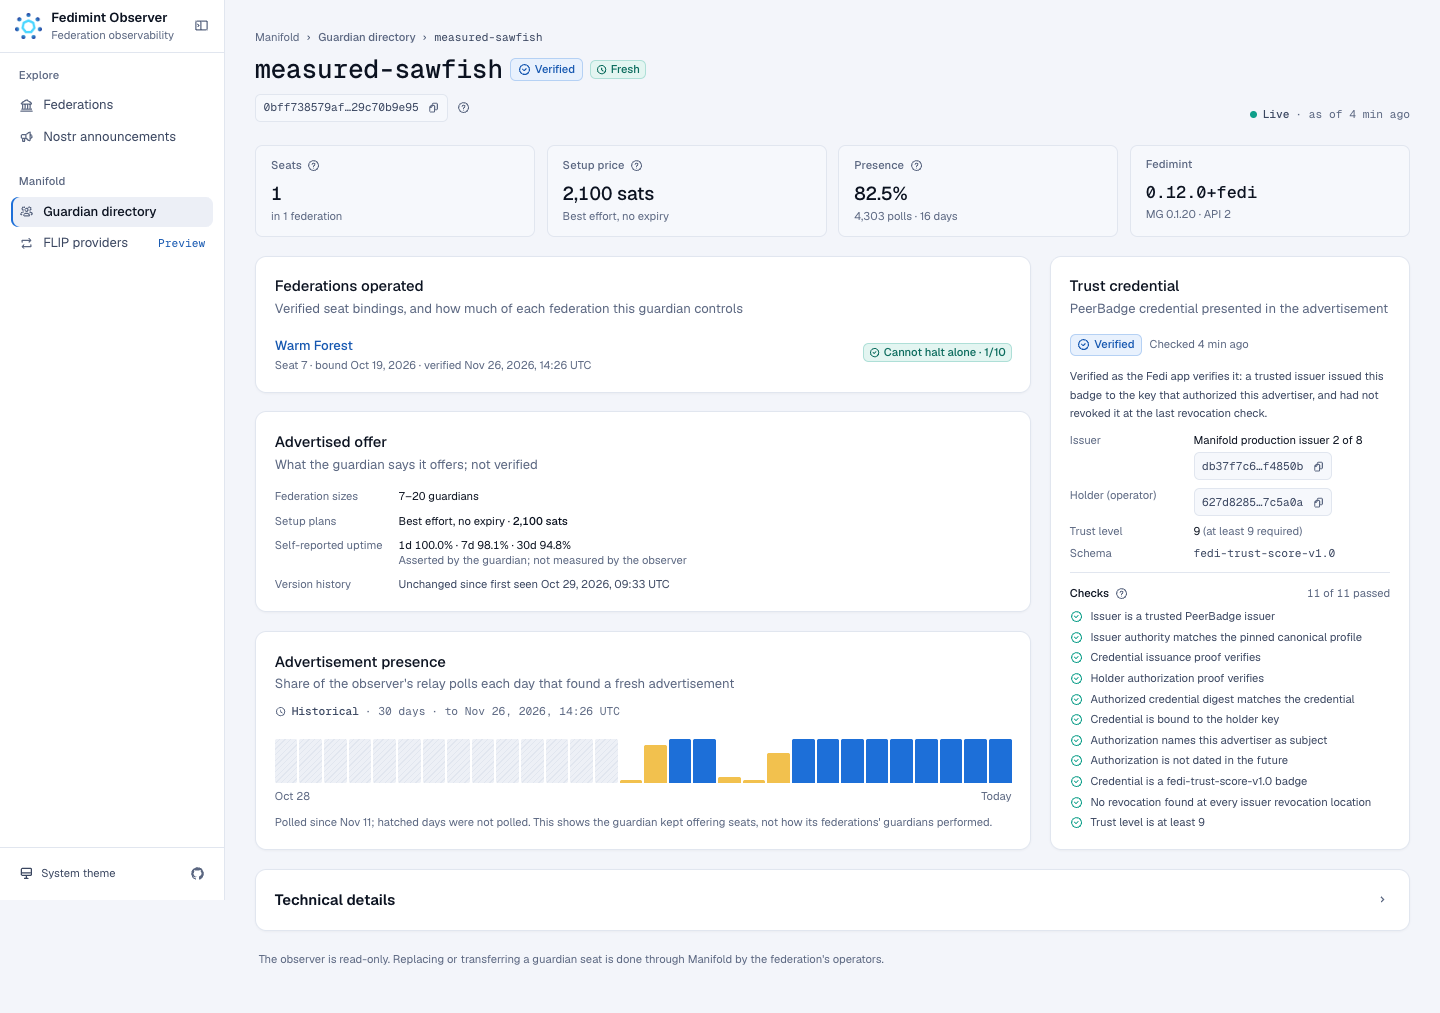 Fedimint Observer
Federation observability
Explore
Federations
Nostr announcements
Manifold
Guardian directory
FLIP providers Preview
System theme
Manifold › Guardian directory › measured-sawfish
measured-sawfish Verified Fresh
0bff738579af…29c70b9e95
Live · as of 4 min ago
Seats
1
in 1 federation
Setup price
2,100 sats
Best effort, no expiry
Presence
82.5%
4,303 polls · 16 days
Fedimint
0.12.0+fedi
MG 0.1.20 · API 2
Federations operated
Verified seat bindings, and how much of each federation this guardian controls
Warm Forest
Seat 7 · bound Oct 19, 2026 · verified Nov 26, 2026, 14:26 UTC
Cannot halt alone · 1/10
Advertised offer
What the guardian says it offers; not verified
Federation sizes 7–20 guardians
Setup plans Best effort, no expiry · 2,100 sats
Self-reported uptime 1d 100.0% · 7d 98.1% · 30d 94.8%
Asserted by the guardian; not measured by the observer
Version history Unchanged since first seen Oct 29, 2026, 09:33 UTC
Advertisement presence
Share of the observer's relay polls each day that found a fresh advertisement
Historical · 30 days · to Nov 26, 2026, 14:26 UTC
Oct 28 Today
Polled since Nov 11; hatched days were not polled. This shows the guardian kept offering seats, not how its federations' guardians performed.
Trust credential
PeerBadge credential presented in the advertisement
Verified Checked 4 min ago
Verified as the Fedi app verifies it: a trusted issuer issued this
badge to the key that authorized this advertiser, and had not
revoked it at the last revocation check.
Issuer Manifold production issuer 2 of 8
db37f7c6…f4850b
Holder (operator) 627d8285…7c5a0a
Trust level 9 (at least 9 required)
Schema fedi-trust-score-v1.0
Checks 11 of 11 passed
Issuer is a trusted PeerBadge issuer
Issuer authority matches the pinned canonical profile
Credential issuance proof verifies
Holder authorization proof verifies
Authorized credential digest matches the credential
Credential is bound to the holder key
Authorization names this advertiser as subject
Authorization is not dated in the future
Credential is a fedi-trust-score-v1.0 badge
No revocation found at every issuer revocation location
Trust level is at least 9
Technical details
The observer is read-only. Replacing or transferring a guardian seat is done through Manifold by the federation's operators.